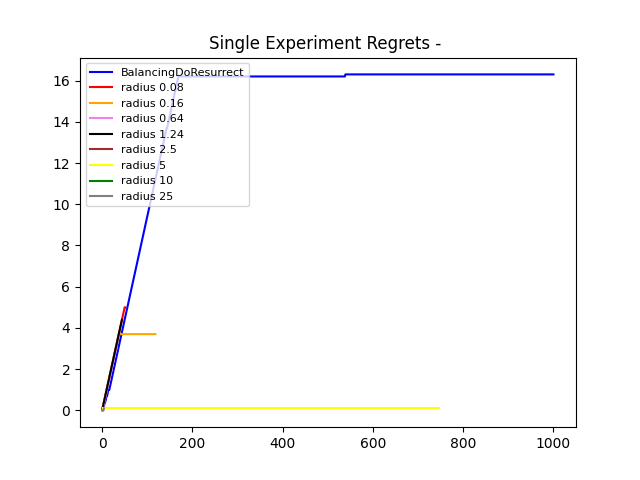 Single Experiment Regrets -
BalancingDoResurrect
radius 0.08
radius 0.16
radius 0.64
radius 1.24
radius 2.5
radius 5
radius 10
radius 25
16
14
12
10
8
6
4
2
0
0 200 400 600 800 1000